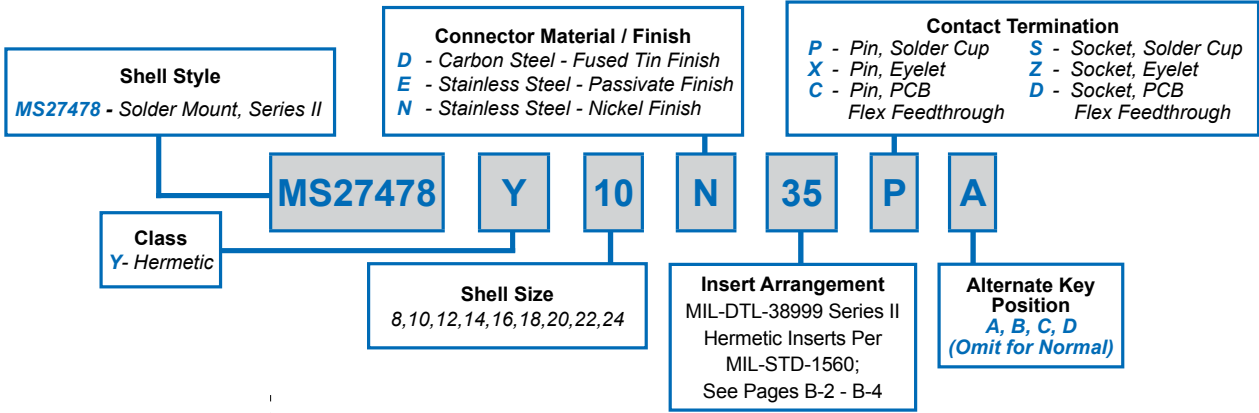 Shell Style
MS27478 - Solder Mount, Series II
Connector Material / Finish
D - Carbon Steel - Fused Tin Finish
E - Stainless Steel - Passivate Finish
N - Stainless Steel - Nickel Finish
Contact Termination
P - Pin, Solder Cup
X - Pin, Eyelet
C - Pin, PCB
Flex Feedthrough
S - Socket, Solder Cup
Z - Socket, Eyelet
D - Socket, PCB
Flex Feedthrough
MS27478 Y 10 N 35 P A
Class
Y- Hermetic
Shell Size
8,10,12,14,16,18,20,22,24
Insert Arrangement
MIL-DTL-38999 Series II
Hermetic Inserts Per
MIL-STD-1560;
See Pages B-2 - B-4
Alternate Key
Position
A, B, C, D
(Omit for Normal)